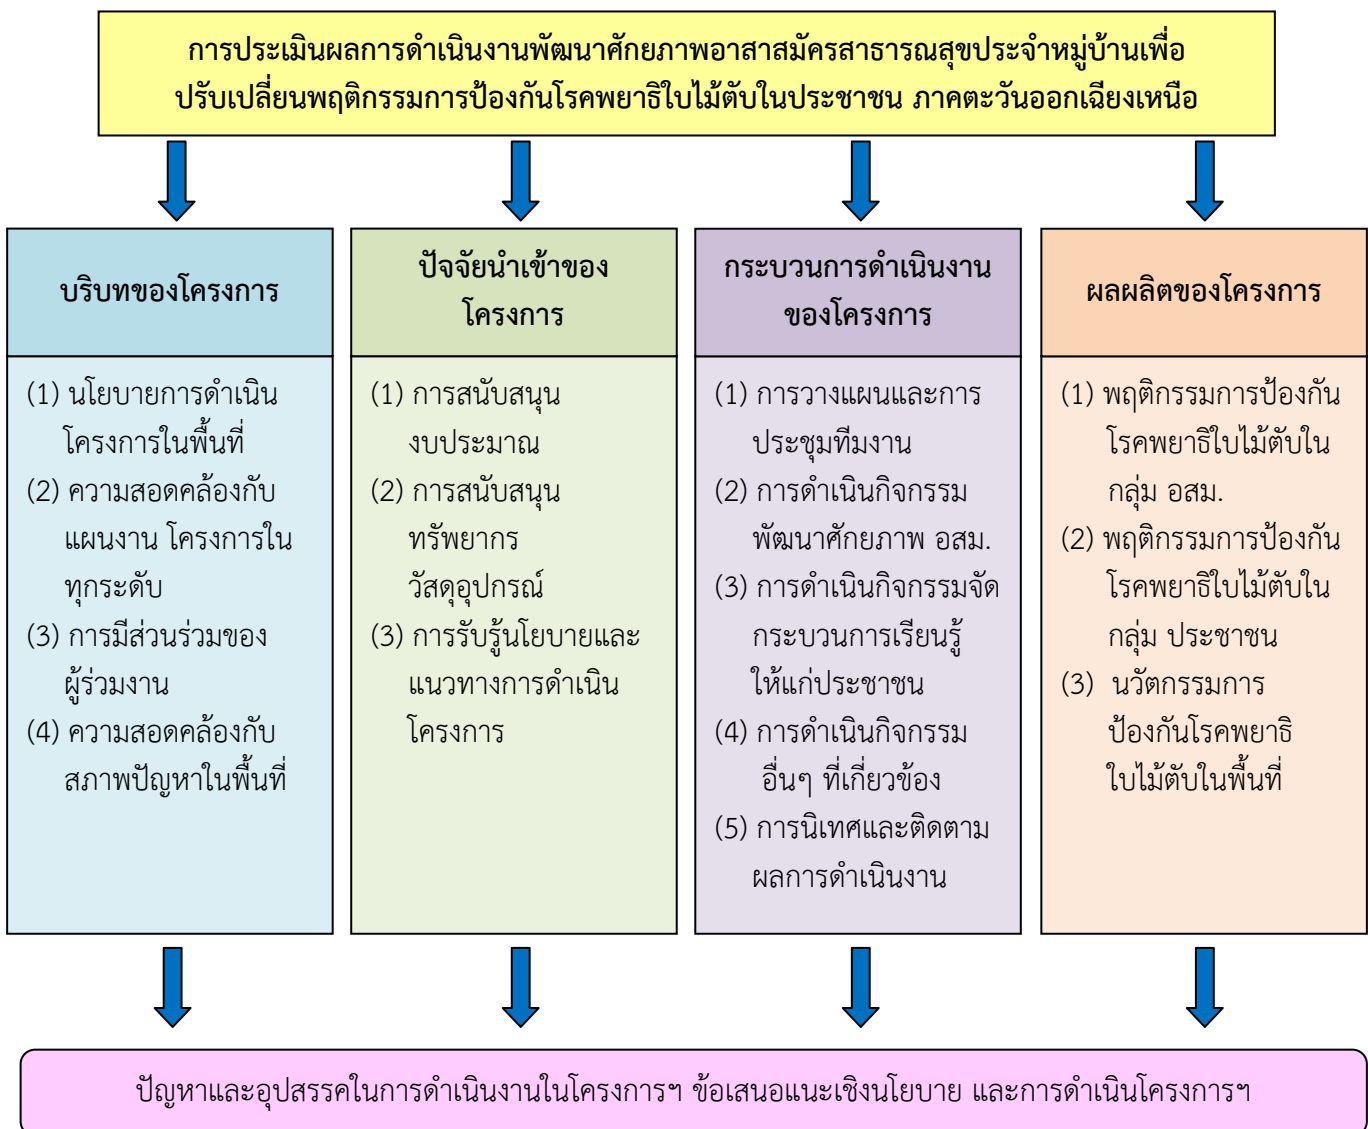 การประเมินผลการดำเนินงานพัฒนาศักยภาพอาสาสมัครสาธารณสุขประจำหมู่บ้านเพื่อ
ปรับเปลี่ยนพฤติกรรมการป้องกันโรคพยาธิใบไม้ตับในประชาชน ภาคตะวันออกเฉียงเหนือ
บริบทของโครงการ
(1) นโยบายการดำเนิน
โครงการในพื้นที่
(2) ความสอดคล้องกับ
แผนงาน โครงการใน
ทุกระดับ
(3) การมีส่วนร่วมของ
ผู้ร่วมงาน
(4) ความสอดคล้องกับ
สภาพปัญหาในพื้นที่
ปัจจัยนำเข้าของ
โครงการ
(1) การสนับสนุน
งบประมาณ
(2) การสนับสนุน
ทรัพยากร
วัสดุอุปกรณ์
(3) การรับรู้นโยบายและ
แนวทางการดำเนิน
โครงการ
กระบวนการดำเนินงาน
ของโครงการ
(1) การวางแผนและการ
ประชุมทีมงาน
(2) การดำเนินกิจกรรม
พัฒนาศักยภาพ อสม.
(3) การดำเนินกิจกรรมจัด
กระบวนการเรียนรู้
ให้แก่ประชาชน
(4) การดำเนินกิจกรรม
อื่นๆ ที่เกี่ยวข้อง
(5) การนิเทศและติดตาม
ผลการดำเนินงาน
ผลผลิตของโครงการ
(1) พฤติกรรมการป้องกัน
โรคพยาธิใบไม้ตับใน
กลุ่ม อสม.
(2) พฤติกรรมการป้องกัน
โรคพยาธิใบไม้ตับใน
กลุ่ม ประชาชน
(3) นวัตกรรมการ
ป้องกันโรคพยาธิ
ใบไม้ตับในพื้นที่
ปัญหาและอุปสรรคในการดำเนินงานในโครงการฯ ข้อเสนอแนะเชิงนโยบาย และการดำเนินโครงการฯ